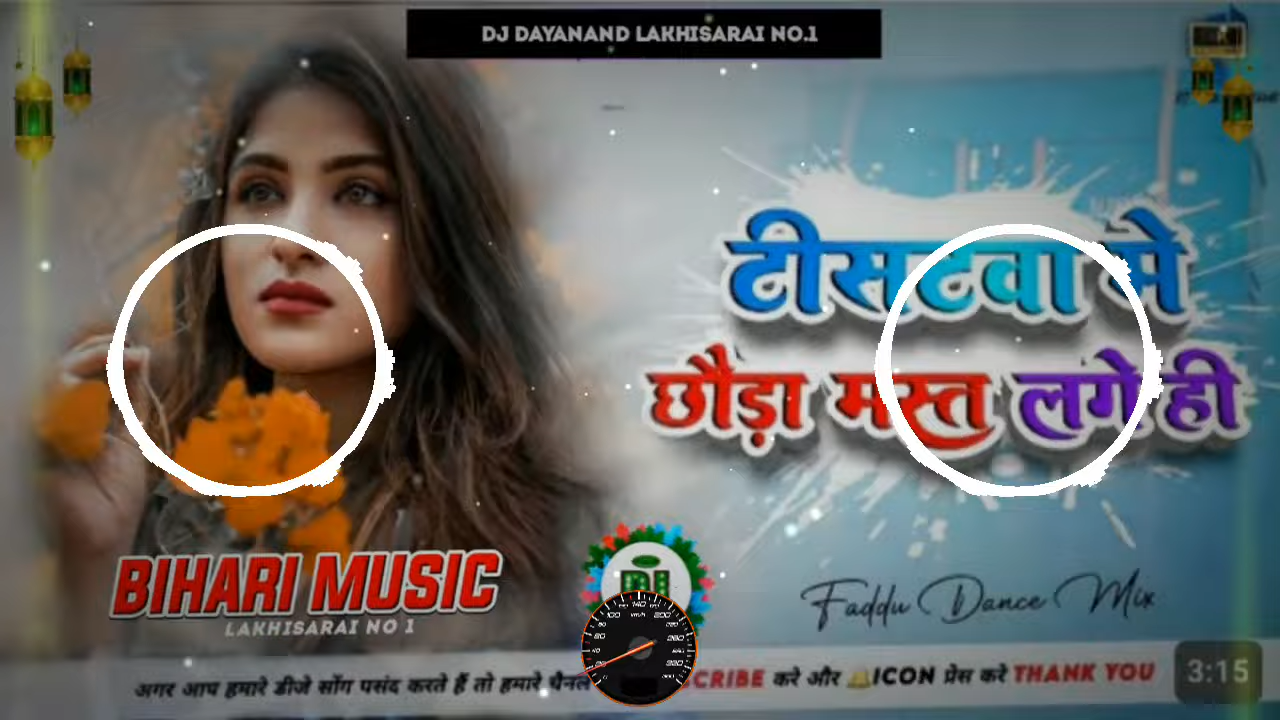 DJ DAYANAND LAKHISARAI NO.1
टीसटवा मे
छौड़ा मस्त लगे ही
BIHARI MUSIC
LAKHISARAI NO 1
DJ
Faddu Dance Mix
अगर आप हमारे डीजे सोंग पसंद करते हैं तो हमारे चैनल
करे और 🔔ICON प्रेस करे THANK YOU
3:15